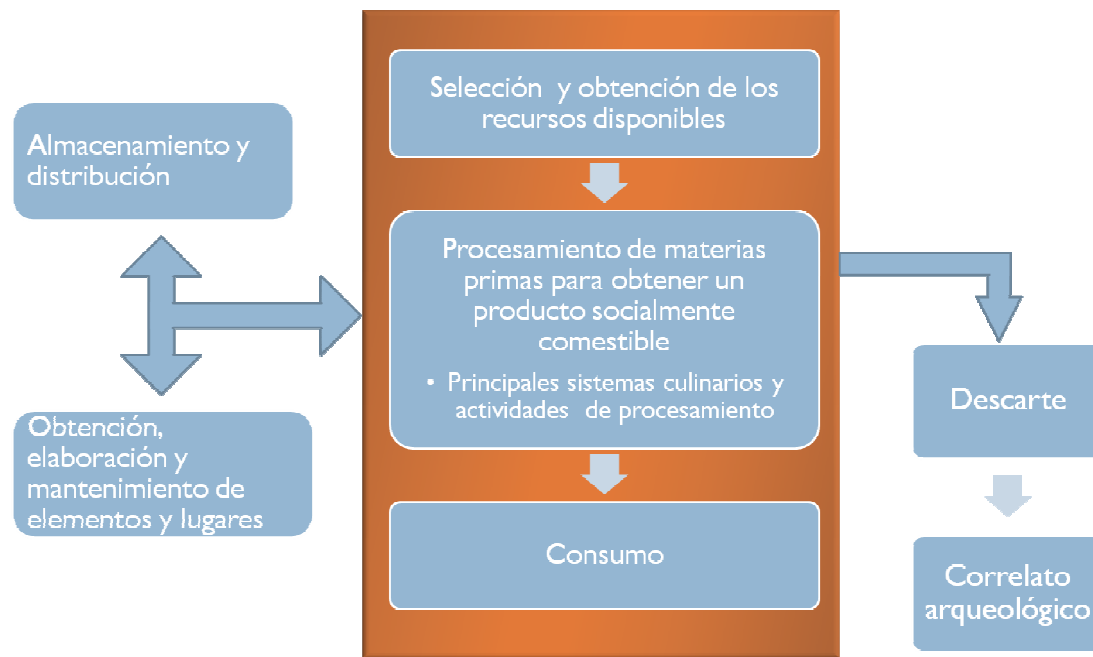 Almacenamiento y
distribución
Obtención,
elaboración y
mantenimiento de
elementos y lugares
Selección y obtención de los
recursos disponibles
Procesamiento de materias
primas para obtener un
producto socialmente
comestible
• Principales sistemas culinarios y
actividades de procesamiento
Consumo
Descarte
Correlato
arqueológico